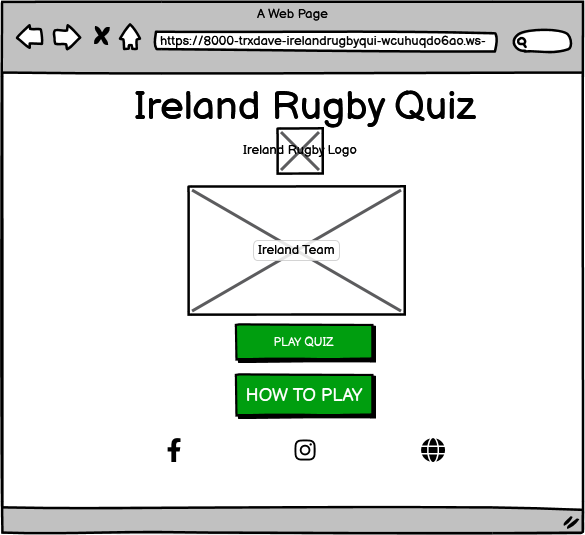 A Web Page
https://8000-trxdave-irelandrugbyqui-wcuhuqdo6ao.ws-
Ireland Rugby Quiz
Ireland Rugby Logo
Ireland Team
PLAY QUIZ
HOW TO PLAY